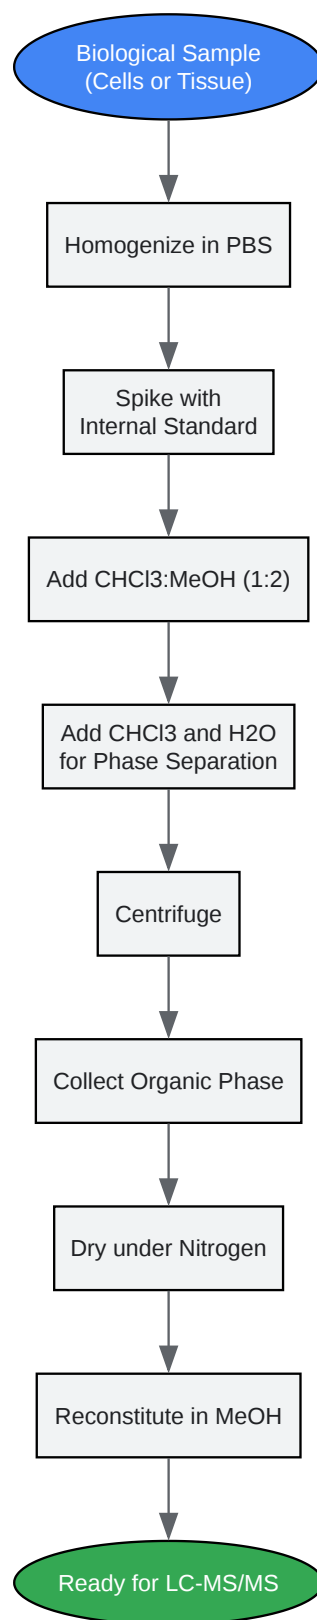 Biological Sample
(Cells or Tissue)
Homogenize in PBS
Spike with
Internal Standard
Add CHCl3:MeOH (1:2)
Add CHCl3 and H2O
for Phase Separation
Centrifuge
Collect Organic Phase
Dry under Nitrogen
Reconstitute in MeOH
Ready for LC-MS/MS